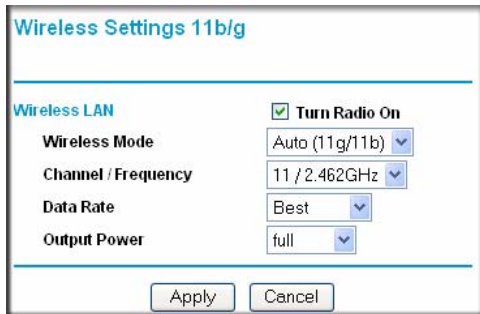 Wireless Settings 11b/g
Wireless LAN
Turn Radio On
Wireless Mode Auto (11g/11b)
Channel / Frequency 11 / 2.462GHz
Data Rate Best
Output Power full
Apply Cancel